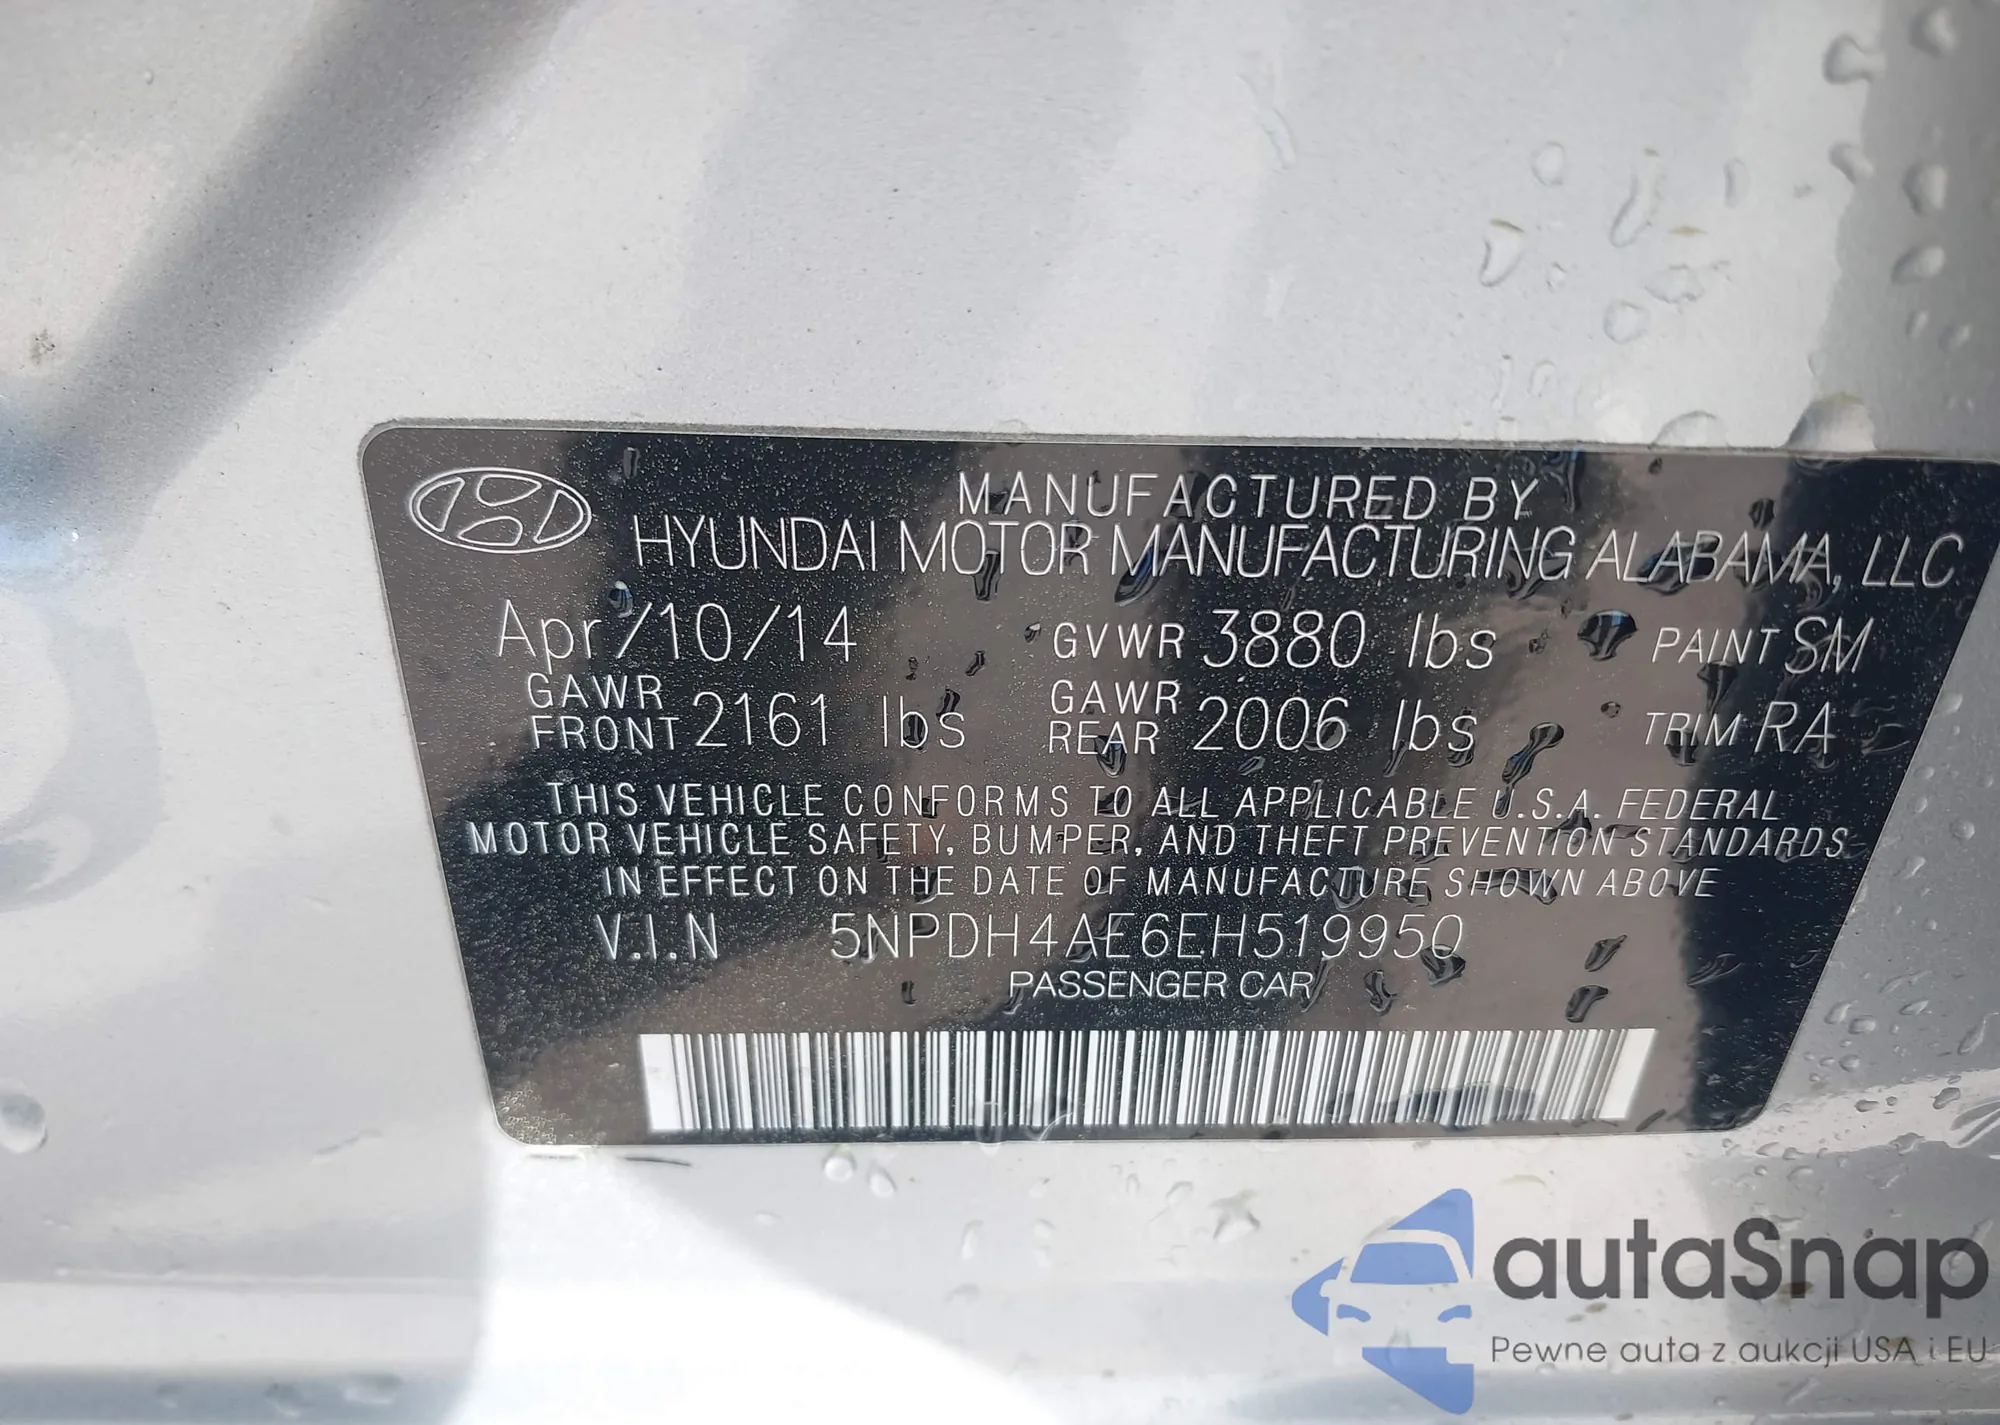 MANUFACTURED BY
HYUNDAI MOTOR MANUFACTURING ALABAMA, LLC
Apr/10/14 GVWR 3880 lbs PAINT SM
GAWR FRONT 2161 lbs GAWR REAR 2006 lbs TRIM RA
THIS VEHICLE CONFORMS TO ALL APPLICABLE U.S.A. FEDERAL
MOTOR VEHICLE SAFETY, BUMPER, AND THEFT PREVENTION STANDARDS
IN EFFECT ON THE DATE OF MANUFACTURE SHOWN ABOVE
V.I.N 5NPDH4AE6EH519950
PASSENGER CAR
autaSnap
Pewne auta z aukcji USA i EU